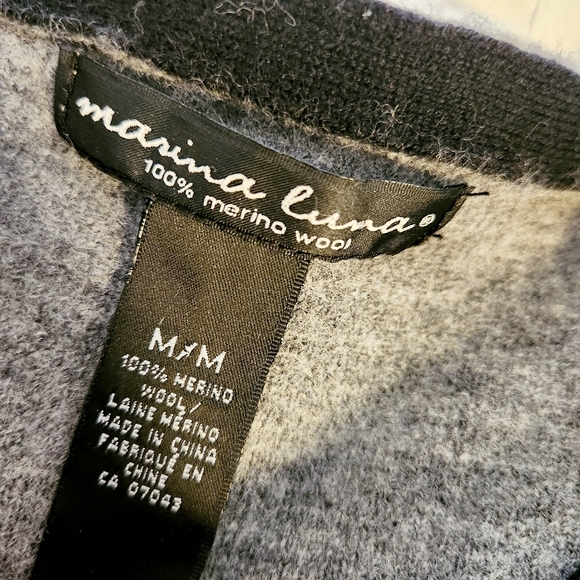 marina luna®
100% merino wool
M/M
100% MERINO
WOOL/
LAINE MÉRINO
MADE IN CHINA
FABRIQUÉ EN
CHINE
CA 07043